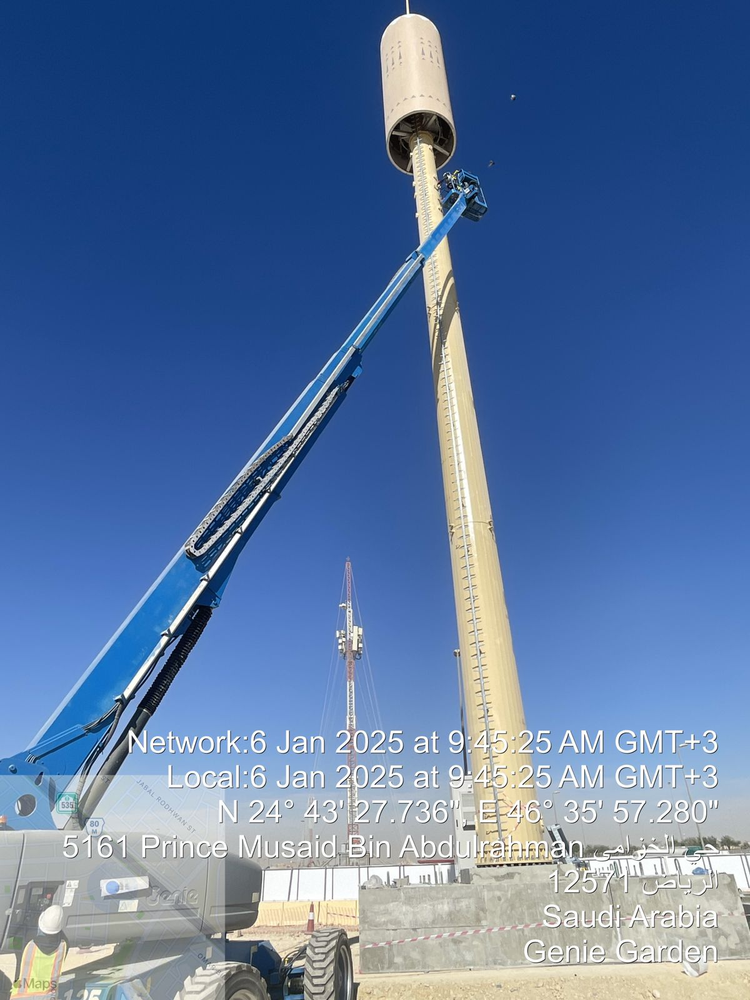 Network:6 Jan 2025 at 9:45:25 AM GMT+3
Local:6 Jan 2025 at 9:45:25 AM GMT+3
N 24° 43' 27.736", E 46° 35' 57.280"
5161 Prince Musaid Bin Abdulrahman حي الخزامى
12571 الرياض
Saudi Arabia
Genie Garden
ST
JABAL RODHWAN ST
535
80
M
Genie
Maps
125